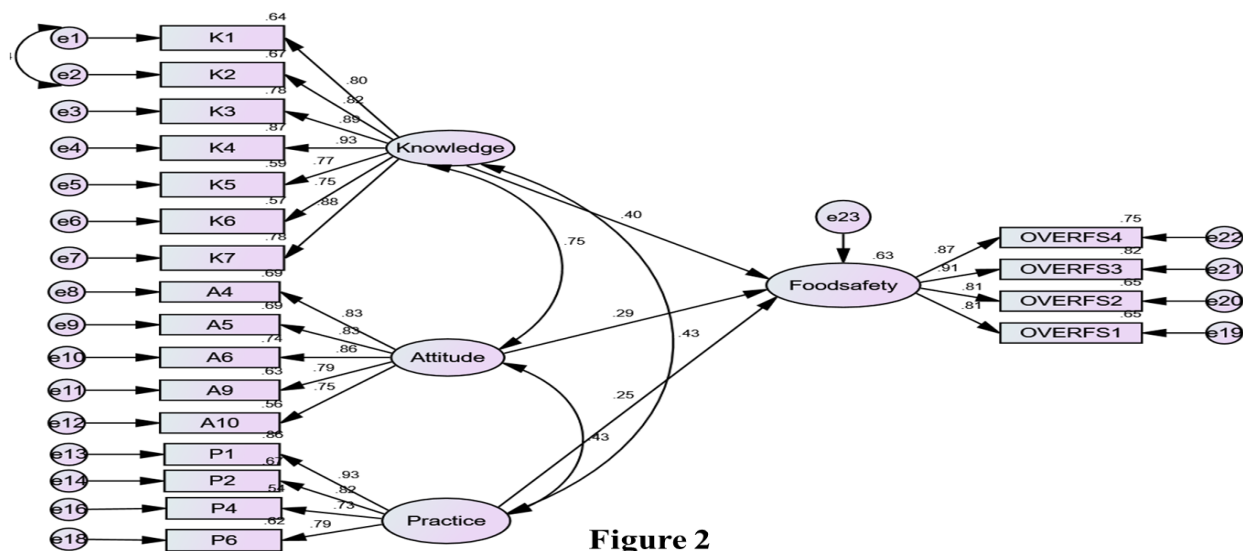 .64
e1 K1
.67
.80
e2 K2
.78
.82
e3 K3
.87
.89
e4 K4
.93
Knowledge
.59
.77
e5 K5
.57
.75
e6 K6
.78
.88
e7 K7
.69
e8 A4
.69
.83
e9 A5
.74
.83
e10 A6
.86
Attitude
.63
.79
e11 A9
.56
.75
e12 A10
.86
e13 P1
.67
.93
e14 P2
.54
.82
e16 P4
.73
Practice
.62
.79
e18 P6
.75
.43
.43
.40
.29
.25
e23
.63
Foodsafety
.75
.87
OVERFS4 e22
.82
.91
OVERFS3 e21
.65
.81
OVERFS2 e20
.65
.81
OVERFS1 e19
Figure 2